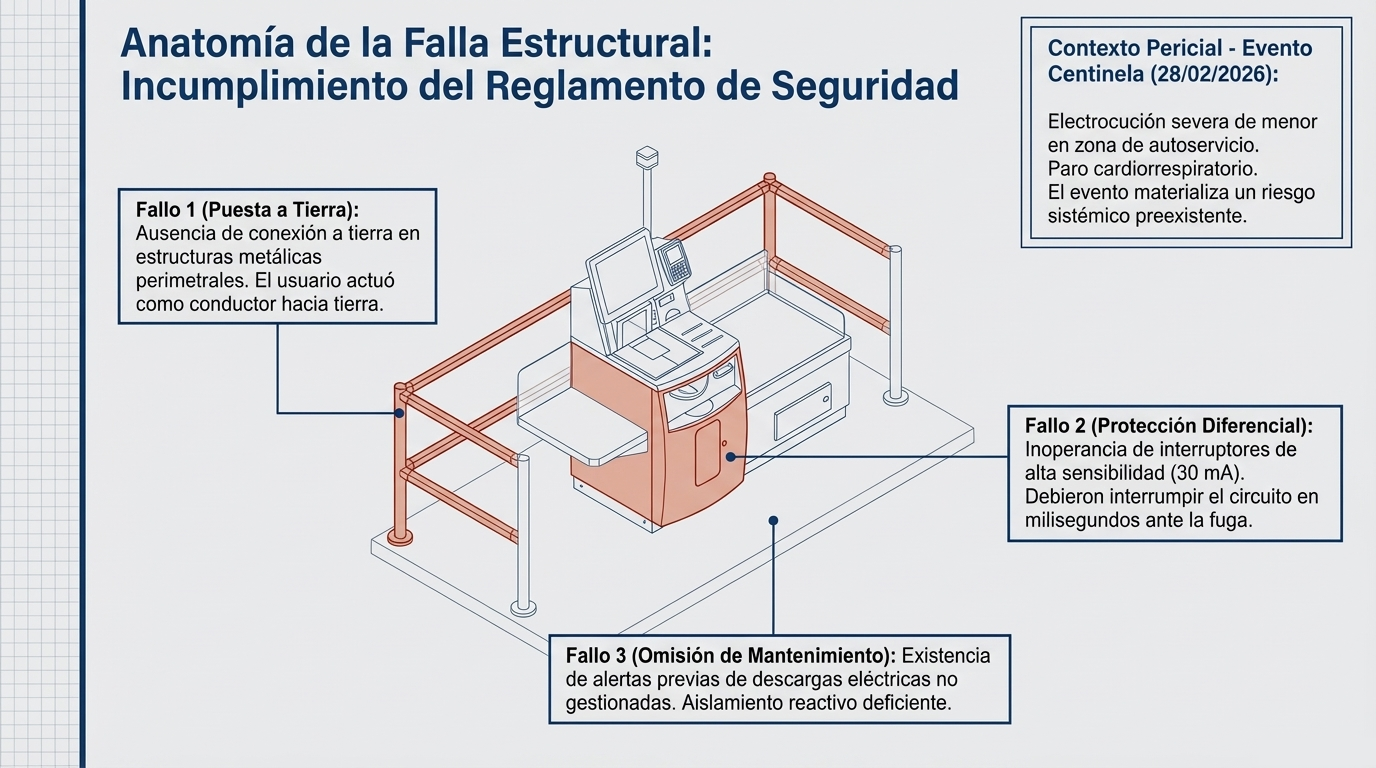 Anatomía de la Falla Estructural:
Incumplimiento del Reglamento de Seguridad
Contexto Pericial - Evento
Centinela (28/02/2026):
Electrocución severa de menor
en zona de autoservicio.
Paro cardiorrespiratorio.
El evento materializa un riesgo
sistémico preexistente.
Fallo 1 (Puesta a Tierra):
Ausencia de conexión a tierra en
estructuras metálicas
perimetrales. El usuario actuó
como conductor hacia tierra.
Fallo 2 (Protección Diferencial):
Inoperancia de interruptores de
alta sensibilidad (30 mA).
Debieron interrumpir el circuito en
milisegundos ante la fuga.
Fallo 3 (Omisión de Mantenimiento): Existencia
de alertas previas de descargas eléctricas no
gestionadas. Aislamiento reactivo deficiente.